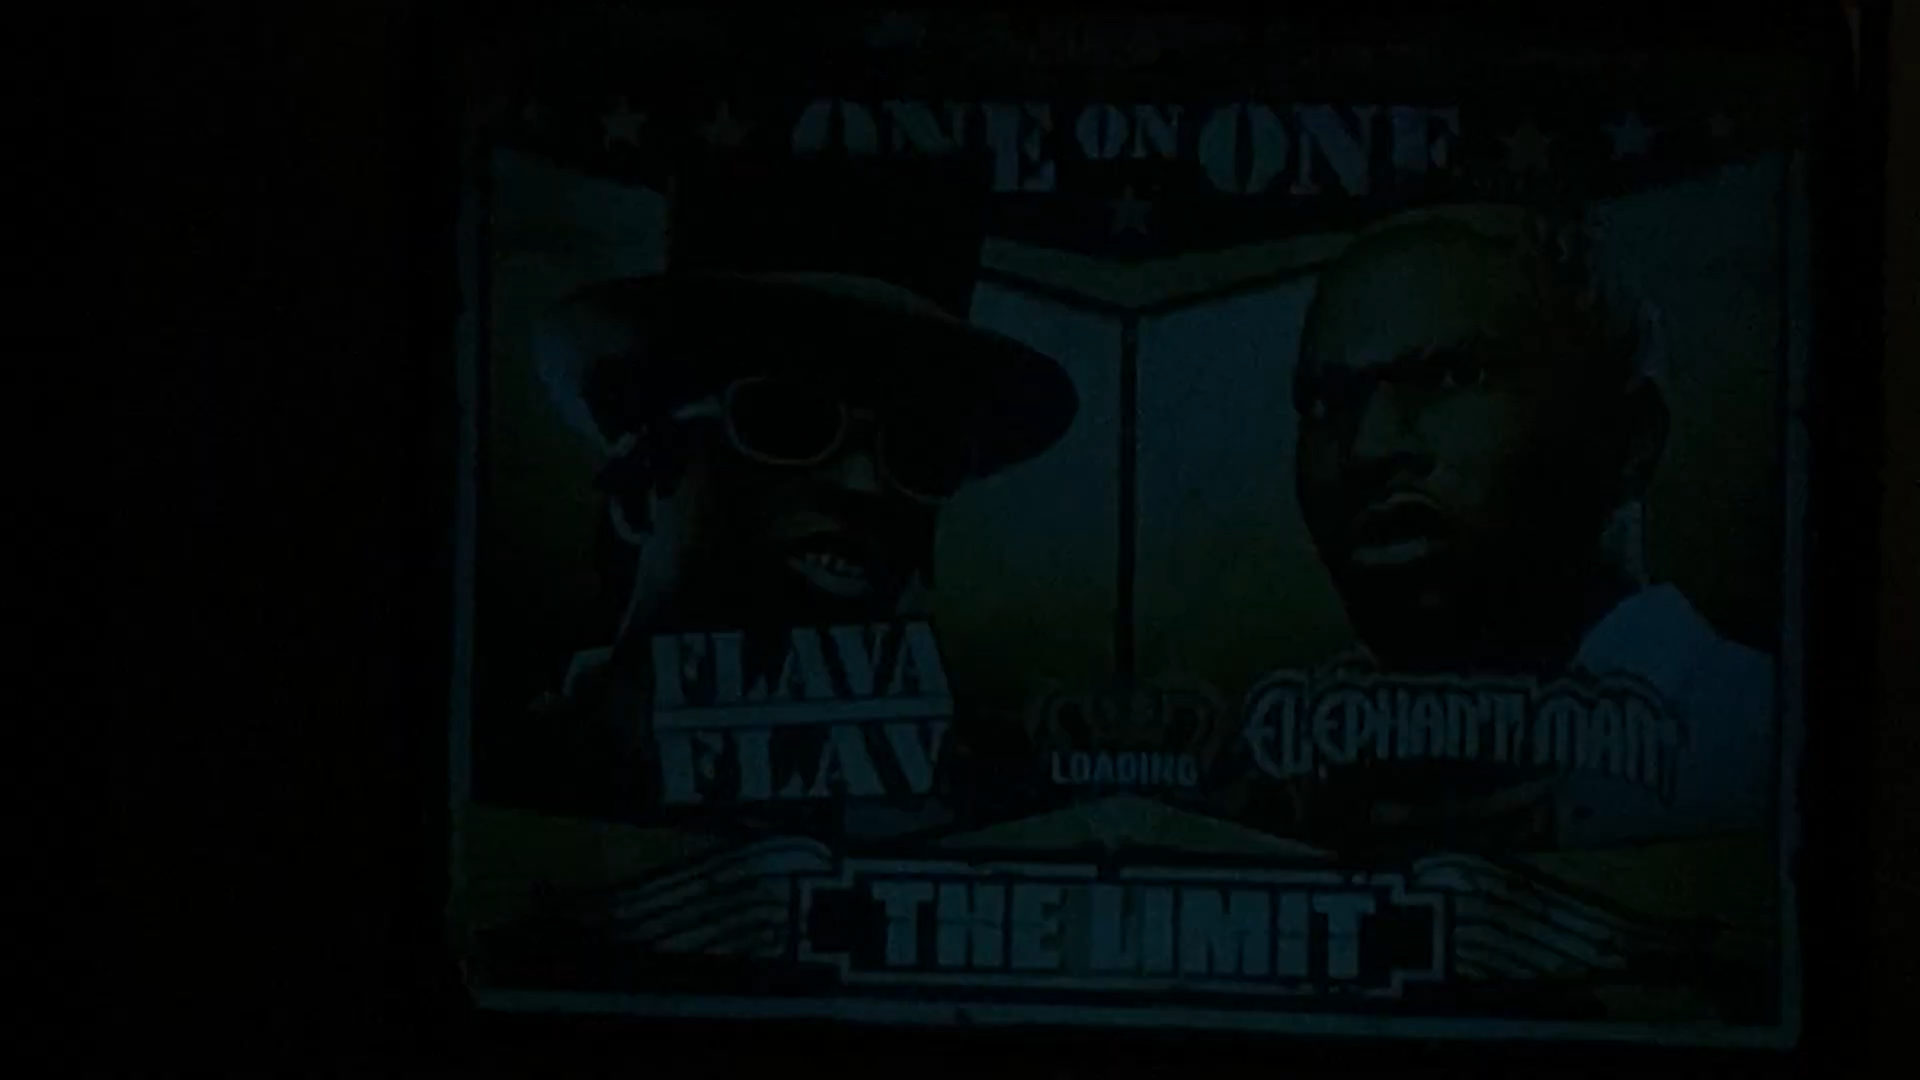 ONE ON ONE
FLAVA
FLAV
ELEPHANT MAN
LOADING
THE LIMIT